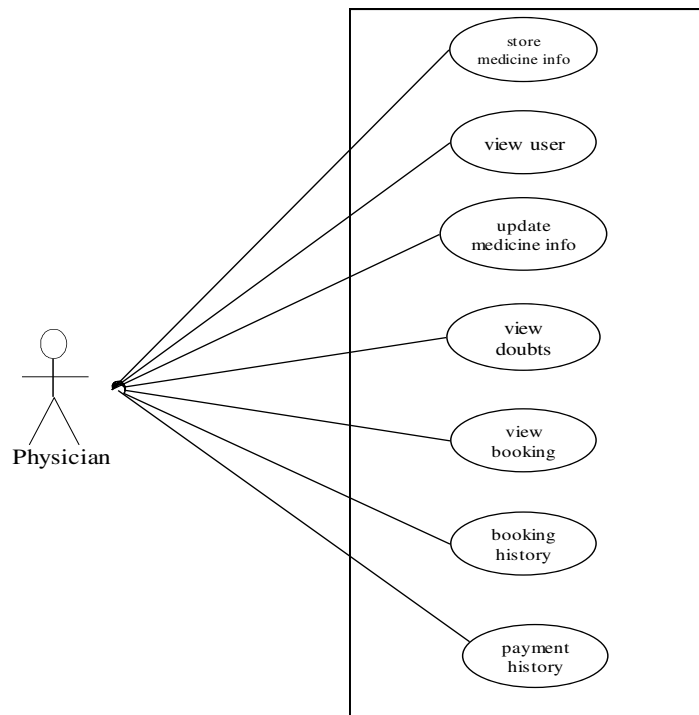 store
medicine info
view user
update
medicine info
view
doubts
Physician
view
booking
booking
history
payment
history